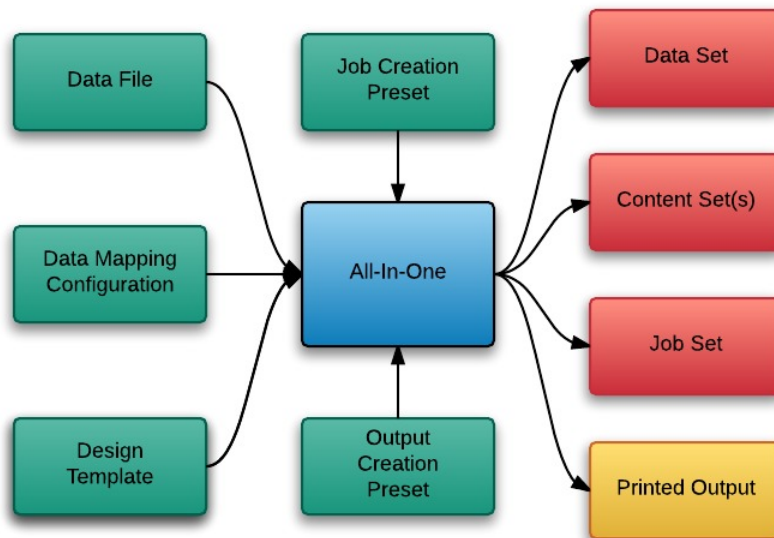 Data File
Job Creation
Preset
Data Set
Content Set(s)
Data Mapping
Configuration
All-In-One
Job Set
Design
Template
Output
Creation
Preset
Printed Output